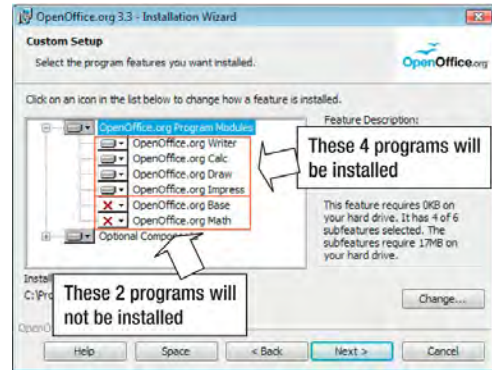 OpenOffice.org 3.3 - Installation Wizard
Custom Setup
Select the program features you want installed.
OpenOffice.org
Click on an icon in the list below to change how a feature is installed.
OpenOffice.org Program Modules
OpenOffice.org Writer
OpenOffice.org Calc
OpenOffice.org Draw
OpenOffice.org Impress
OpenOffice.org Base
OpenOffice.org Math
Optional
Feature Description:
These 4 programs will
be installed
This feature requires 0KB on
your hard drive. It has 4 of 6
subfeatures selected. The
subfeatures require 17MB on
your hard drive.
These 2 programs will
not be installed
Change...
Help
Space
< Back
Next >
Cancel